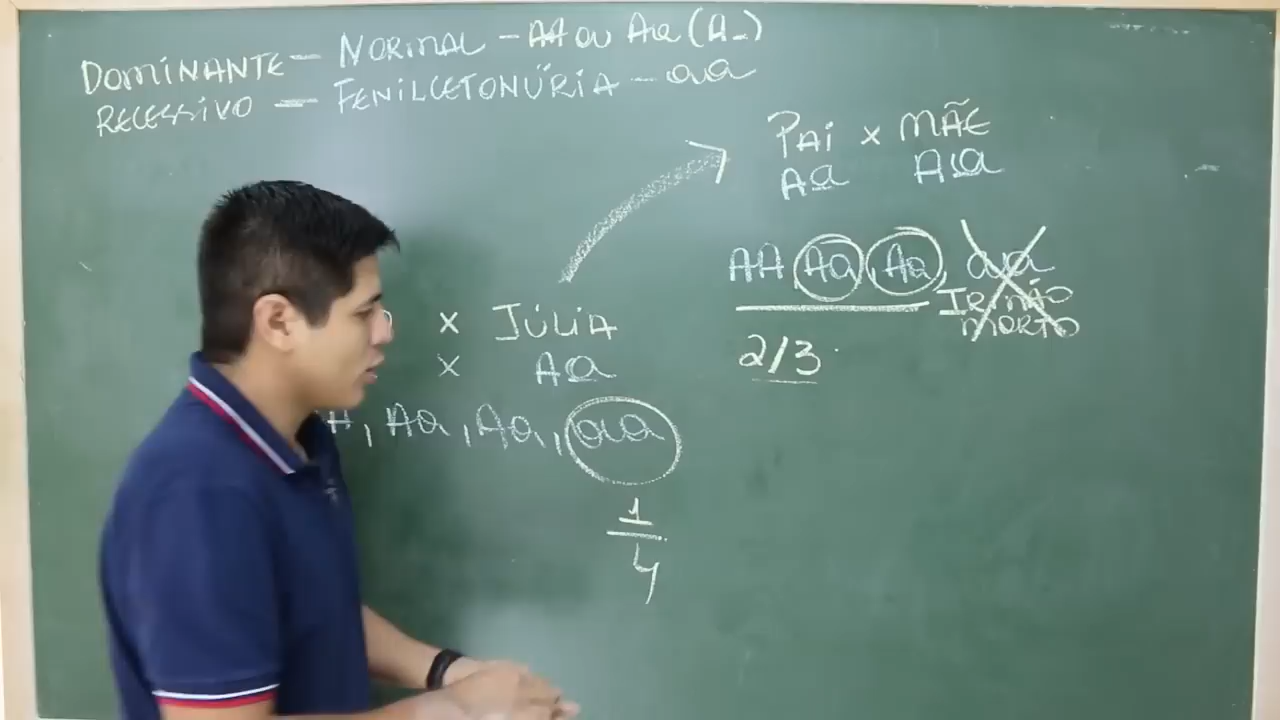 DOMINANTE - NORMAL - AA ou Aa (A_)
RECESSIVO - FENILCETONÚRIA - aa
PAI x MÃE
Aa Aa
AA, Aa, Aa, aa
IRMÃO
MORTO
2/3
x JÚLIA
x Aa
, Aa, Aa, aa
1
4